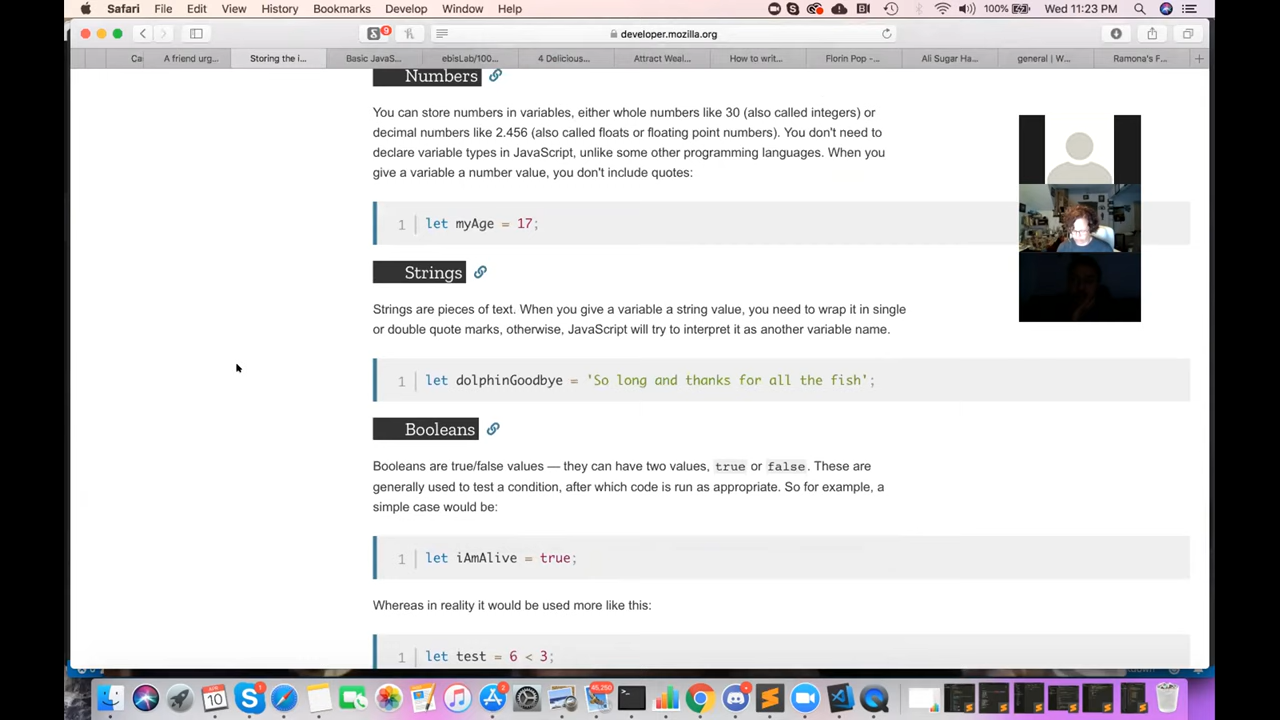 Safari File Edit View History Bookmarks Develop Window Help 100% Wed 11:23 PM
developer.mozilla.org
Ca A friend urg... Storing the i... Basic JavaS... ebisLab/100... 4 Delicious... Attract Weal... How to writ... Florin Pop -... Ali Sugar Ha... general | W... Ramona's F...
Numbers
You can store numbers in variables, either whole numbers like 30 (also called integers) or
decimal numbers like 2.456 (also called floats or floating point numbers). You don't need to
declare variable types in JavaScript, unlike some other programming languages. When you
give a variable a number value, you don't include quotes:
1 let myAge = 17;
Strings
Strings are pieces of text. When you give a variable a string value, you need to wrap it in single
or double quote marks, otherwise, JavaScript will try to interpret it as another variable name.
1 let dolphinGoodbye = 'So long and thanks for all the fish';
Booleans
Booleans are true/false values — they can have two values, true or false. These are
generally used to test a condition, after which code is run as appropriate. So for example, a
simple case would be:
1 let iAmAlive = true;
Whereas in reality it would be used more like this:
1 let test = 6 < 3;
10
45,250